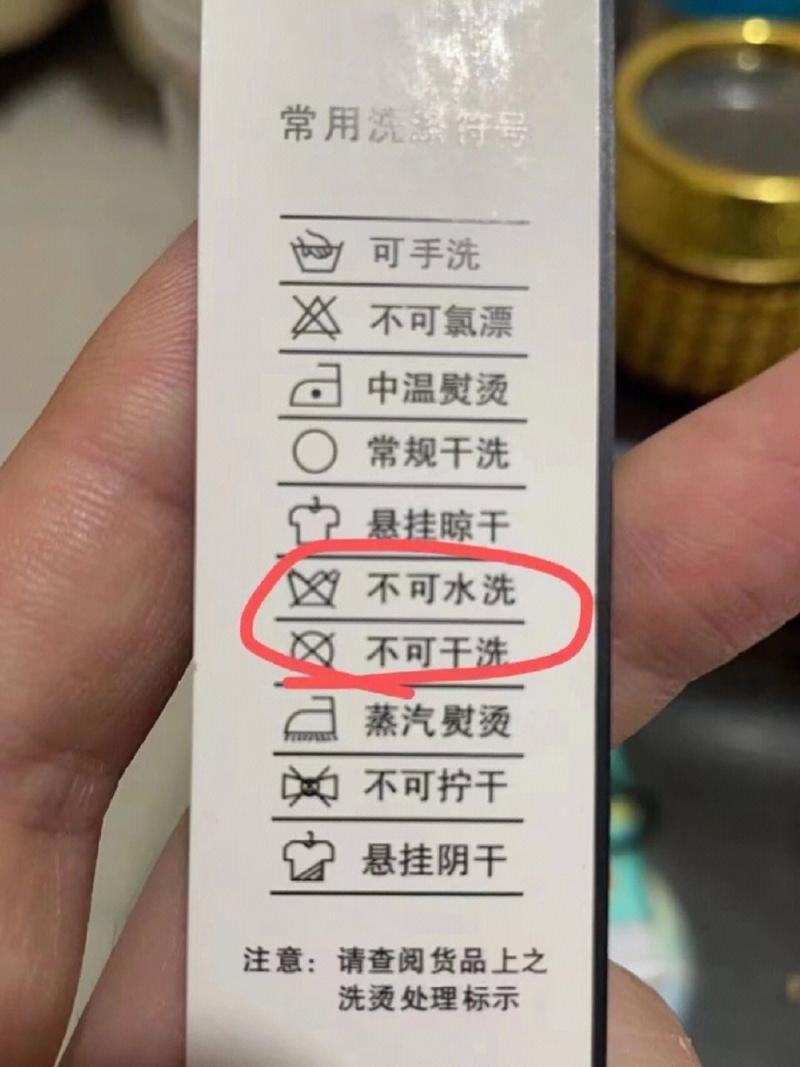 常用洗涤符号
可手洗
不可氯漂
中温熨烫
常规干洗
悬挂晾干
不可水洗
不可干洗
蒸汽熨烫
不可拧干
悬挂阴干
注意：请查阅货品上之
洗烫处理标示